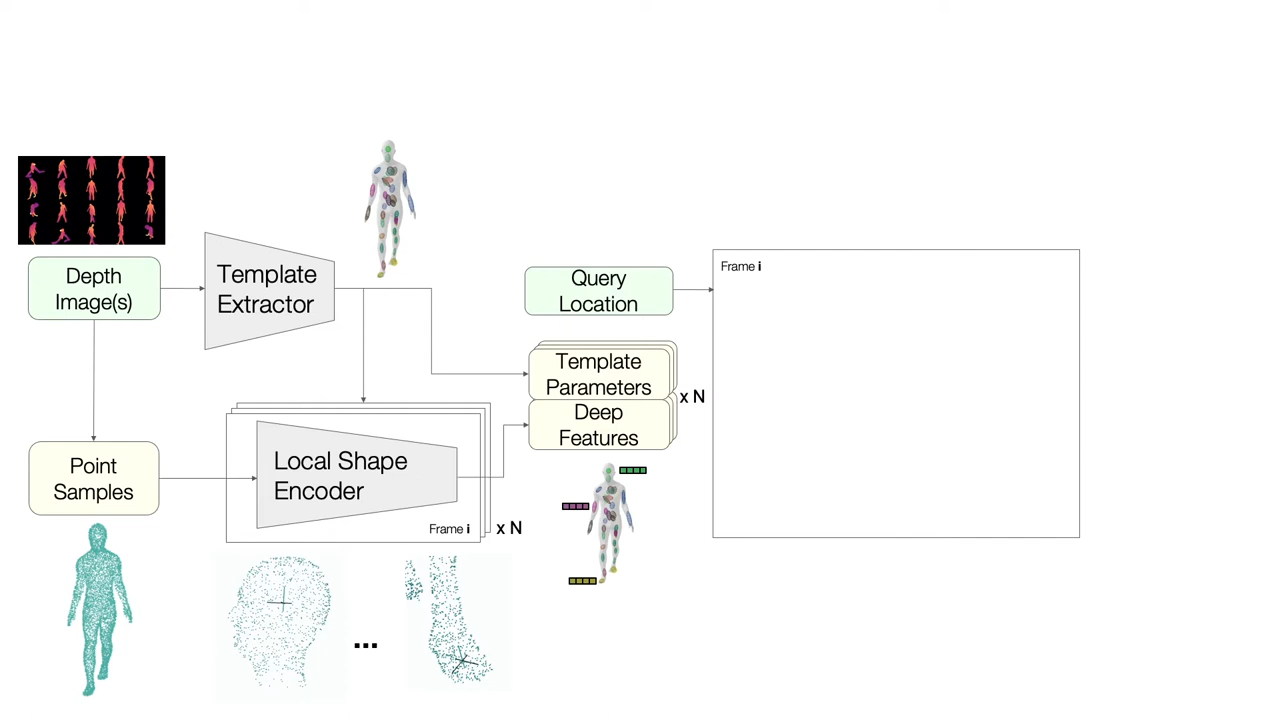 Depth
Image(s)
Template
Extractor
Query
Location
Frame i
Template
Parameters
x N
Deep
Features
Point
Samples
Local Shape
Encoder
Frame i
x N
...